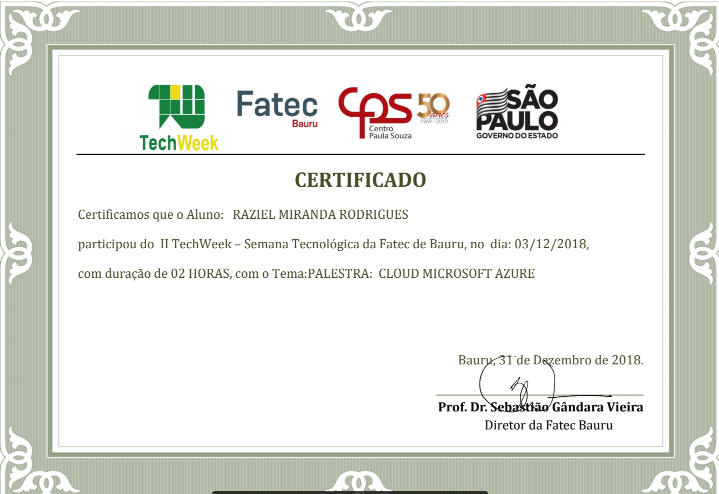 TechWeek
Fatec
Bauru
CPS
Centro
Paula Souza
50
anos
1969 - 2019
SÃO
PAULO
GOVERNO DO ESTADO
CERTIFICADO
Certificamos que o Aluno: RAZIEL MIRANDA RODRIGUES
participou do II TechWeek – Semana Tecnológica da Fatec de Bauru, no dia: 03/12/2018,
com duração de 02 HORAS, com o Tema:PALESTRA: CLOUD MICROSOFT AZURE
Bauru, 31 de Dezembro de 2018.
Prof. Dr. Sebastião Gândara Vieira
Diretor da Fatec Bauru